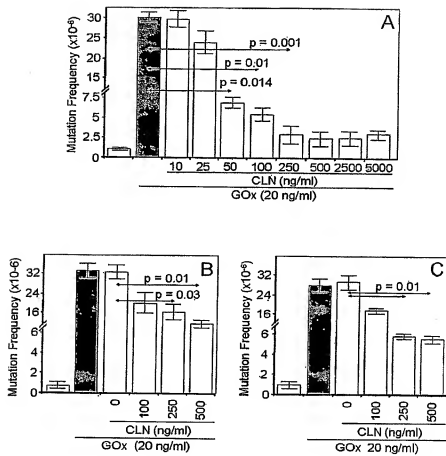 A
Mutation Frequency (x10-6)
30
25
20
15
7.5
5
2.5
0
p = 0.001
p = 0.01
p = 0.014
10 25 50 100 250 500 2500 5000
CLN (ng/ml)
GOx (20 ng/ml)
B
Mutation Frequency (x10-6)
32
24
16
6
4
2
0
p = 0.01
p = 0.03
0 100 250 500
CLN (ng/ml)
GOx (20 ng/ml)
C
Mutation Frequency (x10-6)
28
22
16
6
4
2
0
p = 0.01
0 100 250 500
CLN (ng/ml)
GOx 20 ng/ml)